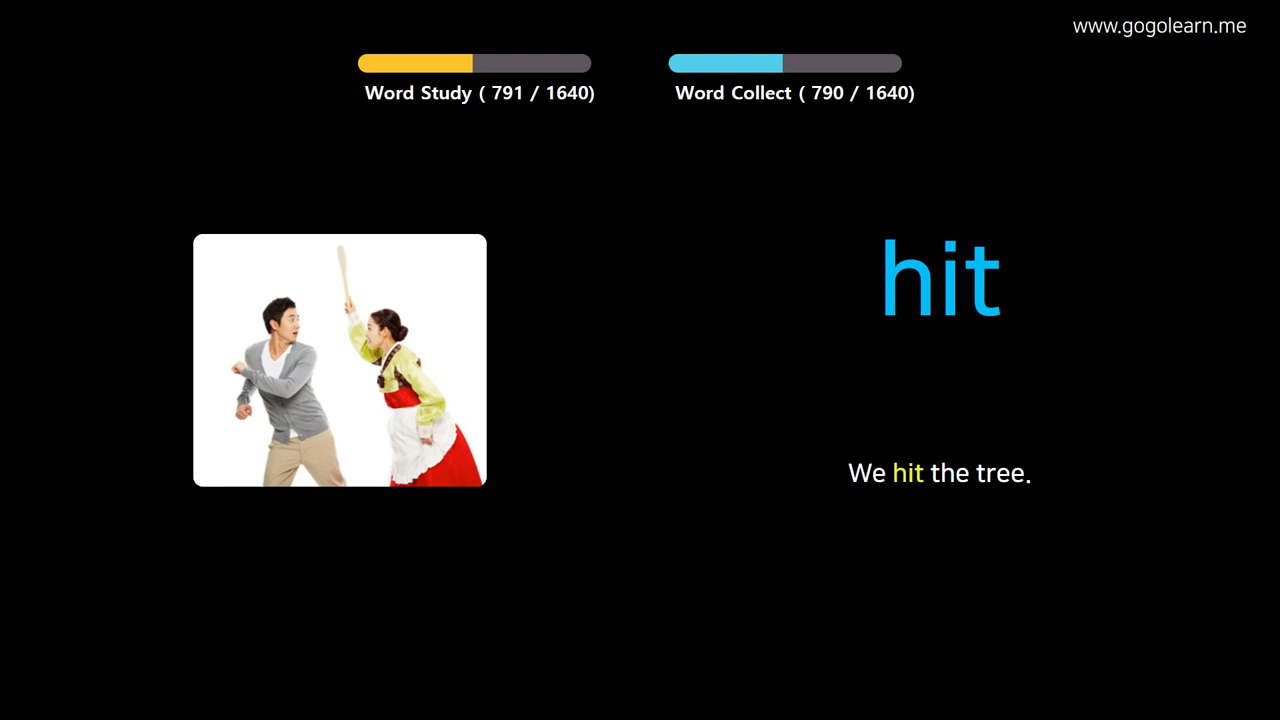 www.gogolearn.me
Word Study ( 791 / 1640)
Word Collect ( 790 / 1640)
hit
We hit the tree.